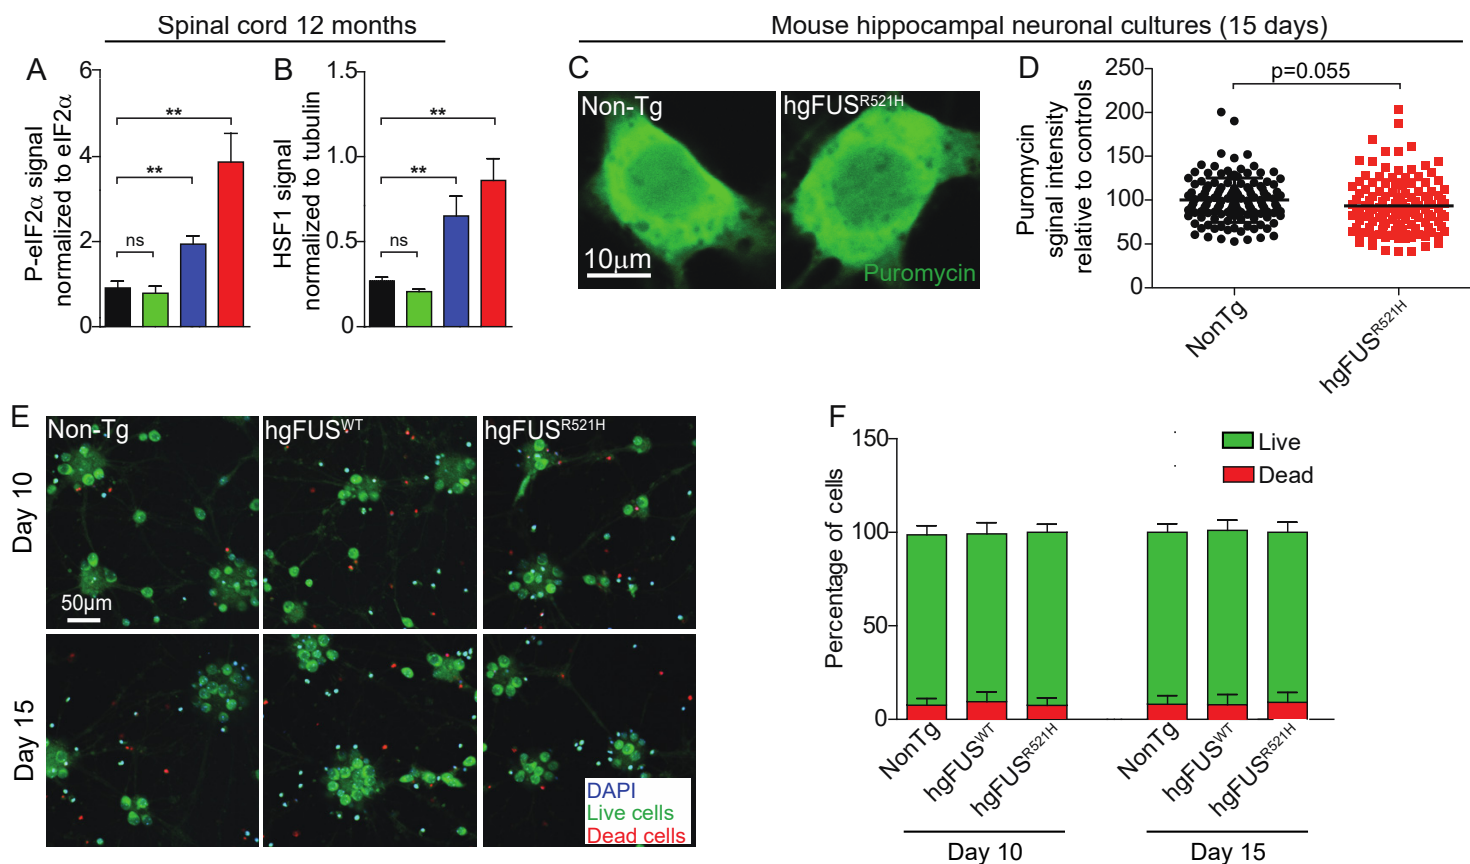 Spinal cord 12 months
Mouse hippocampal neuronal cultures (15 days)
A
P-eIF2α signal
normalized to eIF2α
6
4
2
0
**
**
ns
B
HSF1 signal
normalized to tubulin
1.5
1.0
0.5
0
**
**
ns
C
Non-Tg
hgFUSR521H
10μm
Puromycin
D
Puromycin
sginal intensity
relative to controls
250
200
150
100
50
0
p=0.055
NonTg
hgFUSR521H
E
Non-Tg
hgFUSWT
hgFUSR521H
Day 10
50μm
Day 15
DAPI
Live cells
Dead cells
F
Percentage of cells
150
100
50
0
Live
Dead
NonTg
hgFUSWT
hgFUSR521H
NonTg
hgFUSWT
hgFUSR521H
Day 10
Day 15